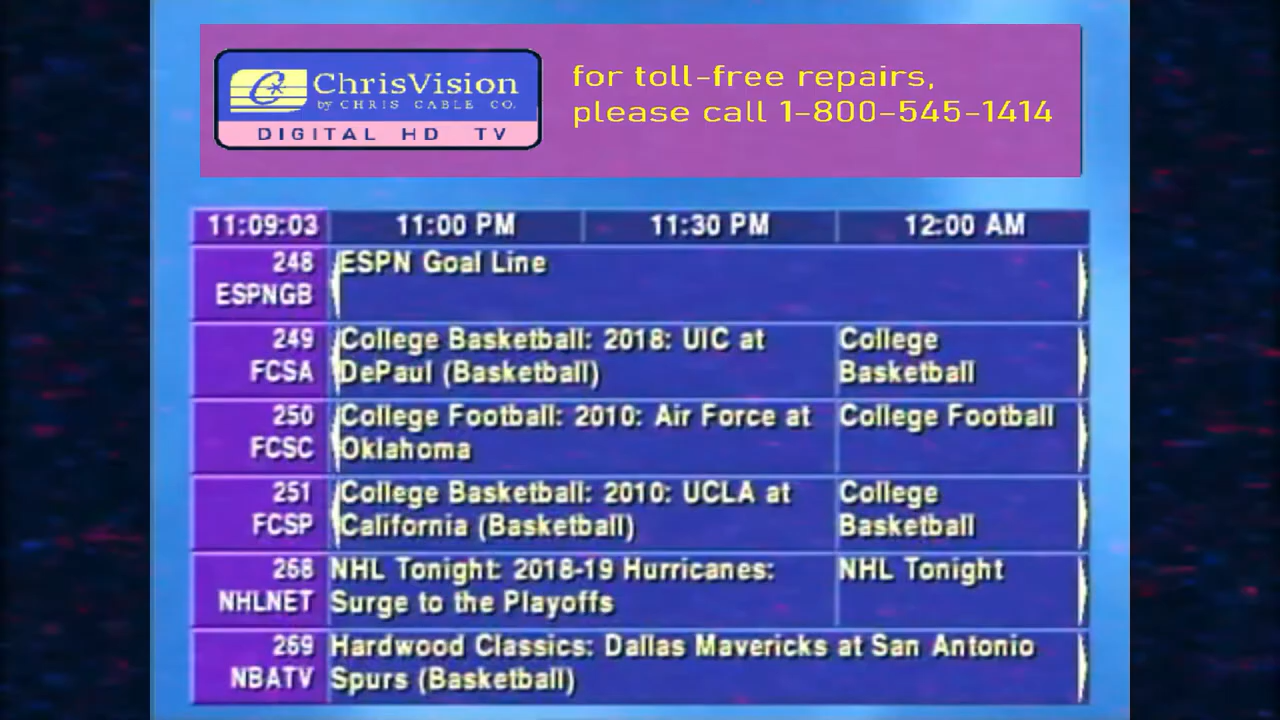 ChrisVision
by CHRIS CABLE CO.
DIGITAL HD TV
for toll-free repairs,
please call 1-800-545-1414
11:09:03 11:00 PM 11:30 PM 12:00 AM
248 ESPN Goal Line
ESPNGB
249 College Basketball: 2018: UIC at College
FCSA DePaul (Basketball) Basketball
250 College Football: 2010: Air Force at College Football
FCSC Oklahoma
251 College Basketball: 2010: UCLA at College
FCSP California (Basketball) Basketball
268 NHL Tonight: 2018-19 Hurricanes: NHL Tonight
NHLNET Surge to the Playoffs
269 Hardwood Classics: Dallas Mavericks at San Antonio
NBATV Spurs (Basketball)